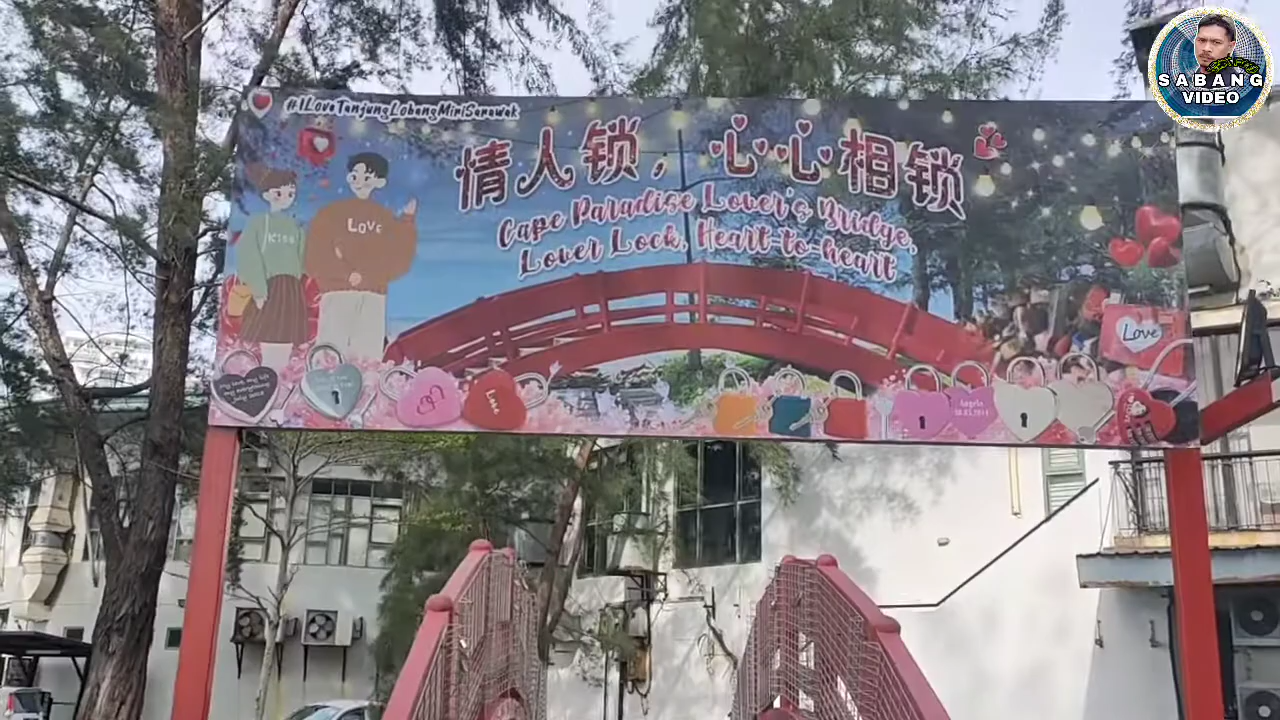 SABANG
VIDEO
#ILoveTanjungLobangMiriSarawak
情人锁，心心相锁
Cape Paradise Lover's Bridge,
Lover Lock, Heart-to-heart
KISS
LOVE
Love
Love
Angela